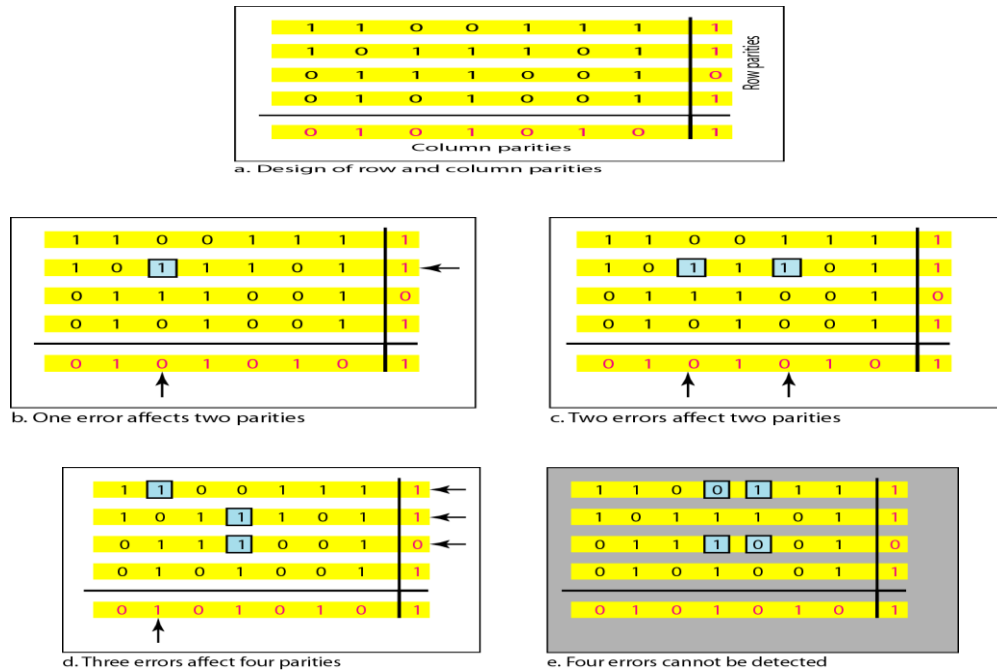 1 1 0 0 1 1 1 1
1 0 1 1 1 0 1 1
0 1 1 1 0 0 1 0
0 1 0 1 0 0 1 1
0 1 0 1 0 1 0 1
Row parities
Column parities
a. Design of row and column parities
1 1 0 0 1 1 1 1
1 0 1 1 1 0 1 1
0 1 1 1 0 0 1 0
0 1 0 1 0 0 1 1
0 1 0 1 0 1 0 1
b. One error affects two parities
1 1 0 0 1 1 1 1
1 0 1 1 1 0 1 1
0 1 1 1 0 0 1 0
0 1 0 1 0 0 1 1
0 1 0 1 0 1 0 1
c. Two errors affect two parities
1 1 0 0 1 1 1 1
1 0 1 1 1 0 1 1
0 1 1 1 0 0 1 0
0 1 0 1 0 0 1 1
0 1 0 1 0 1 0 1
d. Three errors affect four parities
1 1 0 0 1 1 1 1
1 0 1 1 1 0 1 1
0 1 1 1 0 0 1 0
0 1 0 1 0 0 1 1
0 1 0 1 0 1 0 1
e. Four errors cannot be detected